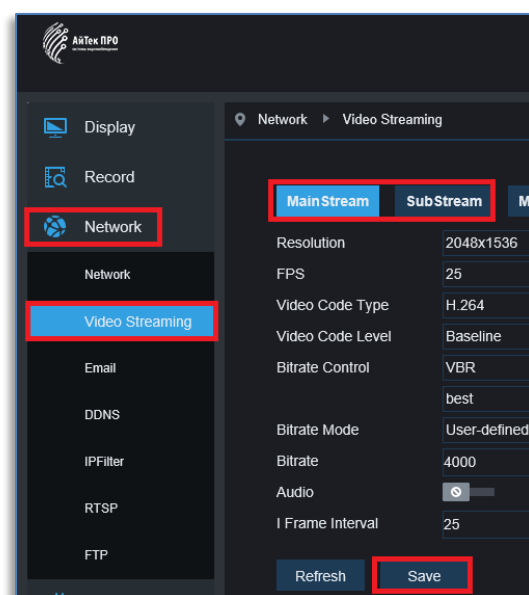 АйТек ПРО
Display
Record
Network
Network
Video Streaming
Email
DDNS
IPFilter
RTSP
FTP
Network Video Streaming
MainStream SubStream M
Resolution 2048x1536
FPS 25
Video Code Type H.264
Video Code Level Baseline
Bitrate Control VBR
best
Bitrate Mode User-defined
Bitrate 4000
Audio
I Frame Interval 25
Refresh Save